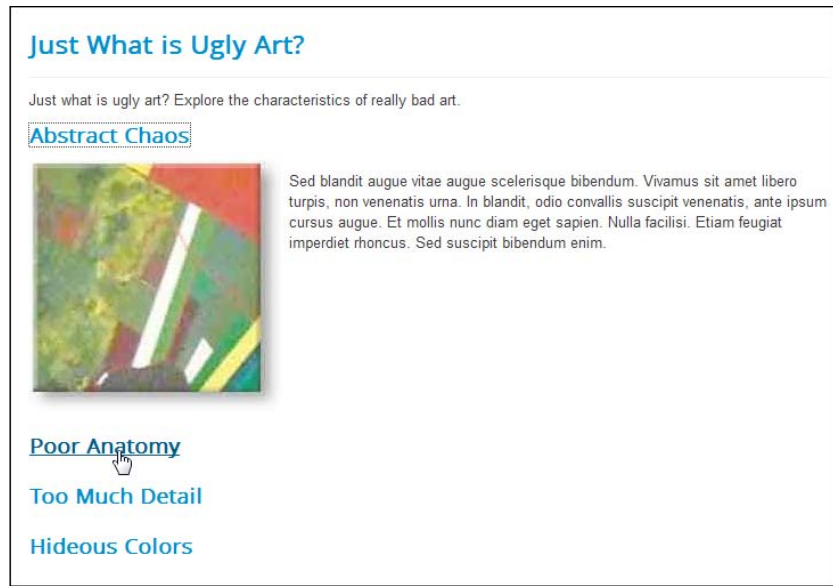 Just What is Ugly Art?
Just what is ugly art? Explore the characteristics of really bad art.
Abstract Chaos
Sed blandit augue vitae augue scelerisque bibendum. Vivamus sit amet libero
turpis, non venenatis urna. In blandit, odio convallis suscipit venenatis, ante ipsum
cursus augue. Et mollis nunc diam eget sapien. Nulla facilisi. Etiam feugiat
imperdiet rhoncus. Sed suscipit bibendum enim.
Poor Anatomy
Too Much Detail
Hideous Colors